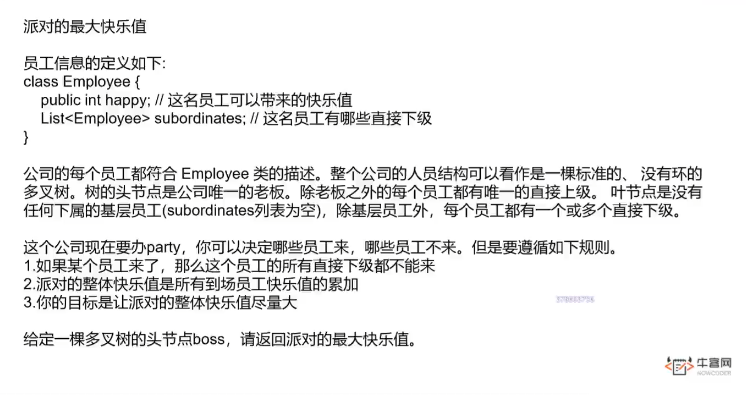 派对的最大快乐值
员工信息的定义如下:
class Employee {
public int happy; // 这名员工可以带来的快乐值
List<Employee> subordinates; // 这名员工有哪些直接下级
}
公司的每个员工都符合 Employee 类的描述。整个公司的人员结构可以看作是一棵标准的、 没有环的
多叉树。树的头节点是公司唯一的老板。除老板之外的每个员工都有唯一的直接上级。 叶节点是没有
任何下属的基层员工(subordinates列表为空)，除基层员工外，每个员工都有一个或多个直接下级。
这个公司现在要办party，你可以决定哪些员工来，哪些员工不来。但是要遵循如下规则。
1.如果某个员工来了，那么这个员工的所有直接下级都不能来
2.派对的整体快乐值是所有到场员工快乐值的累加
3.你的目标是让派对的整体快乐值尽量大
给定一棵多叉树的头节点boss，请返回派对的最大快乐值。
牛客网
NOWCODER